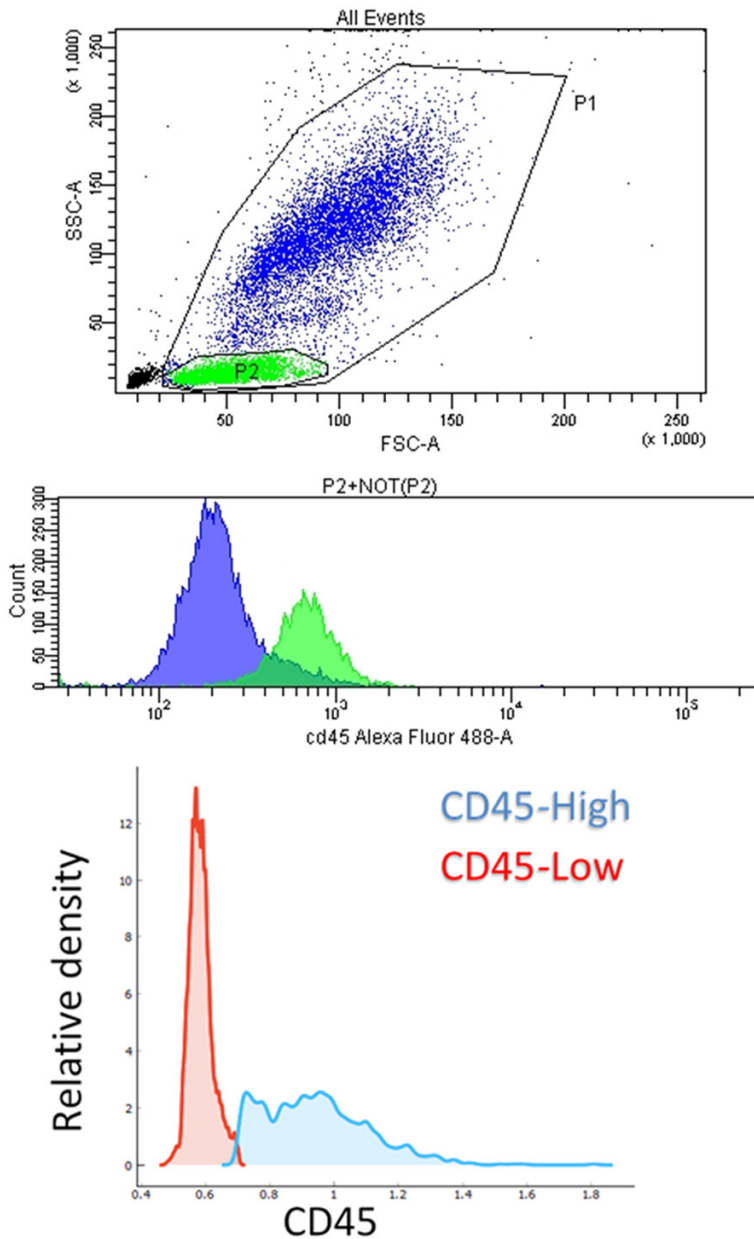 All Events
(x 1,000)
250
200
150
100
50
SSC-A
P1
P2
50 100 150 200 250
FSC-A
(x 1,000)
P2+NOT(P2)
300
250
200
150
100
50
0
Count
10² 10³ 10⁴ 10⁵
cd45 Alexa Fluor 488-A
CD45-High
CD45-Low
12
10
8
6
4
2
0
Relative density
0.4 0.6 0.8 1 1.2 1.4 1.6 1.8
CD45